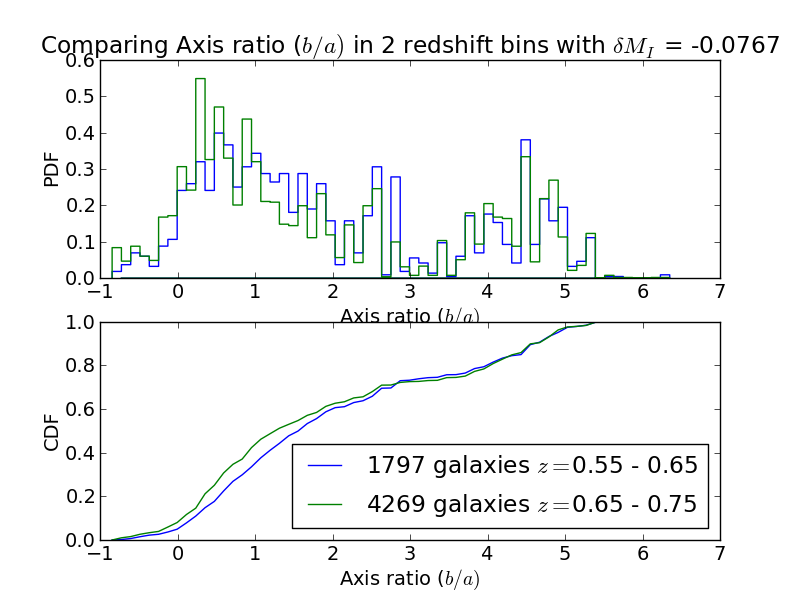 Comparing Axis ratio (b/a) in 2 redshift bins with δM_I = -0.0767
0.6
0.5
0.4
0.3
0.2
0.1
0.0
PDF
−1 0 1 2 3 4 5 6 7
Axis ratio (b/a)
1.0
0.8
0.6
0.4
0.2
0.0
CDF
1797 galaxies z=0.55 - 0.65
4269 galaxies z=0.65 - 0.75
−1 0 1 2 3 4 5 6 7
Axis ratio (b/a)